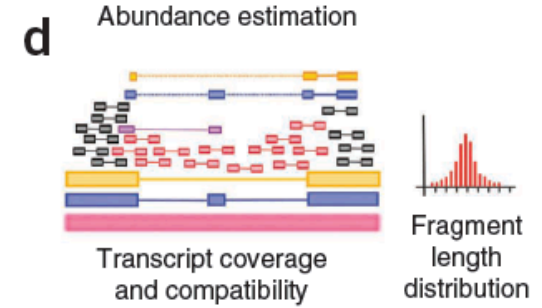 d
Abundance estimation
Transcript coverage
and compatibility
Fragment
length
distribution